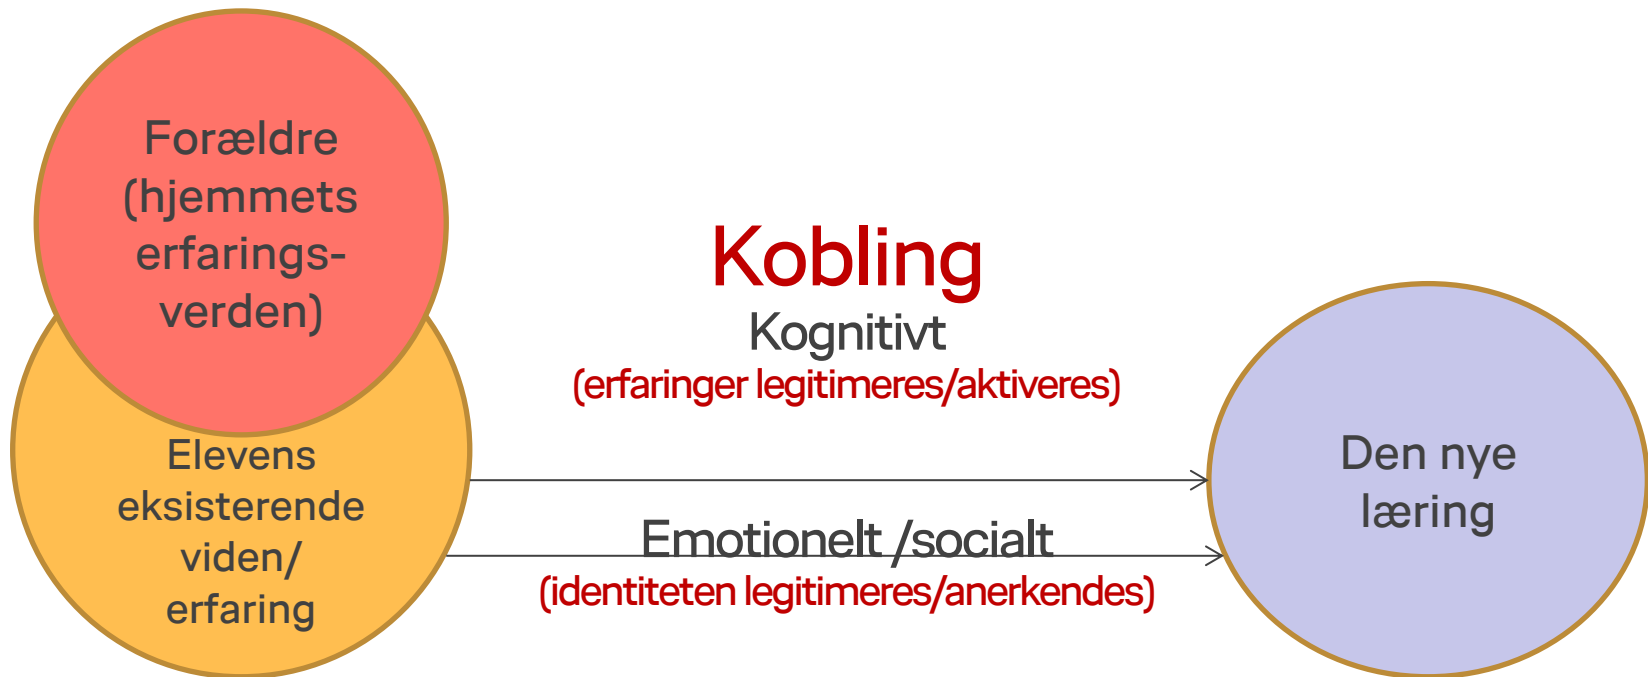 Forældre
(hjemmets
erfarings-
verden)
Elevens
eksisterende
viden/
erfaring
Kobling
Kognitivt
(erfaringer legitimeres/aktiveres)
Emotionelt /socialt
(identiteten legitimeres/anerkendes)
Den nye
læring